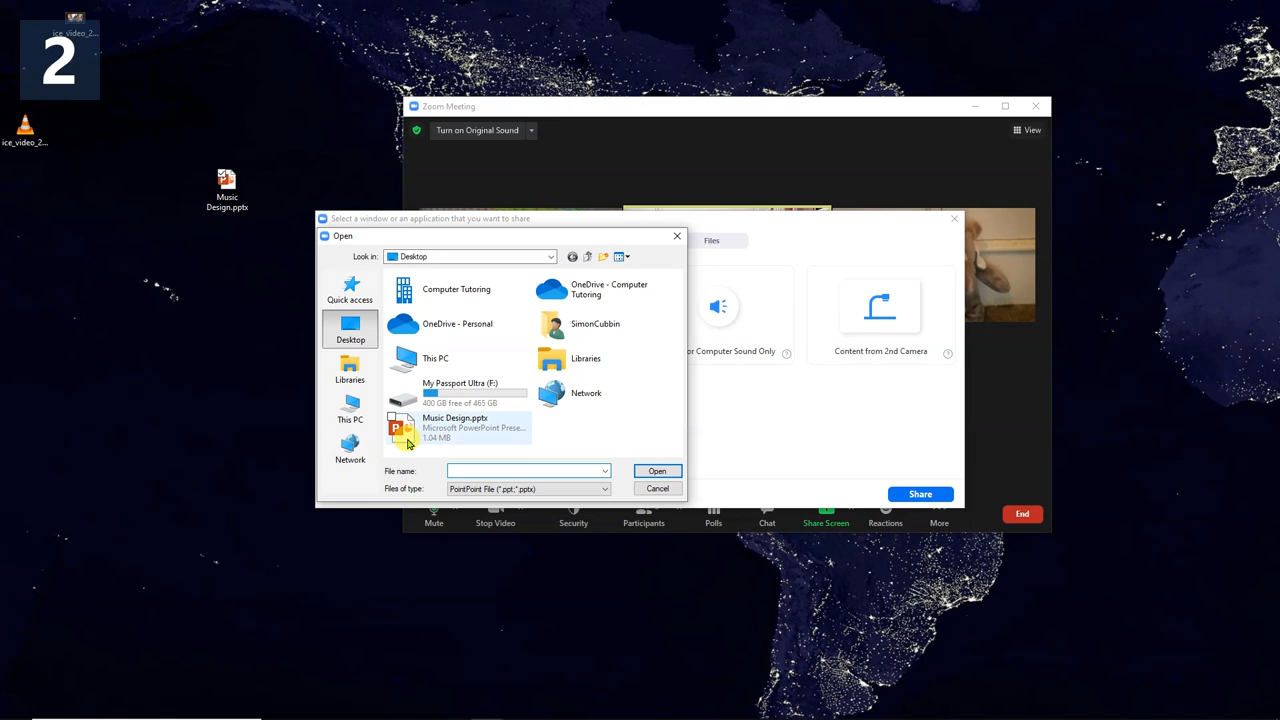 ice_video_2...
2
ice_video_2...
Music
Design.pptx
Zoom Meeting
Turn on Original Sound
View
Select a window or an application that you want to share
Files
Open
Look in:
Desktop
Quick access
Desktop
Libraries
This PC
Network
Computer Tutoring
OneDrive - Computer
Tutoring
OneDrive - Personal
SimonCubbin
This PC
Libraries
My Passport Ultra (F:)
400 GB free of 465 GB
Network
Music Design.pptx
Microsoft PowerPoint Prese...
1.04 MB
File name:
Open
Files of type:
PointPoint File (*.ppt;*.pptx)
Cancel
or Computer Sound Only
Content from 2nd Camera
Share
Mute
Stop Video
Security
Participants
Polls
Chat
Share Screen
Reactions
More
End